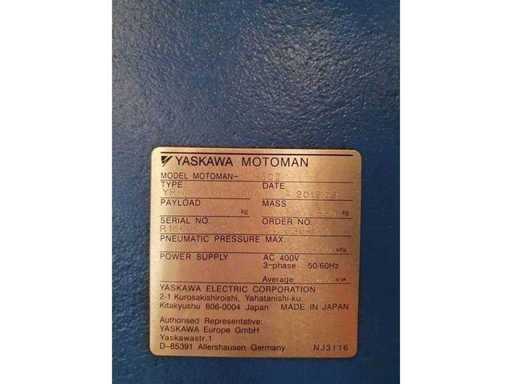 YASKAWA MOTOMAN
MODEL MOTOMAN-
TYPE DATE
PAYLOAD MASS
kg
SERIAL NO. ORDER NO.
PNEUMATIC PRESSURE MAX.
POWER SUPPLY AC 400V
3-phase 50/60Hz
Average
YASKAWA ELECTRIC CORPORATION
2-1 Kurosakishiroishi, Yahatanishi-ku,
Kitakyushu 806-0004 Japan MADE IN JAPAN
Authorised Representative:
YASKAWA Europe GmbH
Yaskawastr.1
D-85391 Allershausen, Germany NJ3116